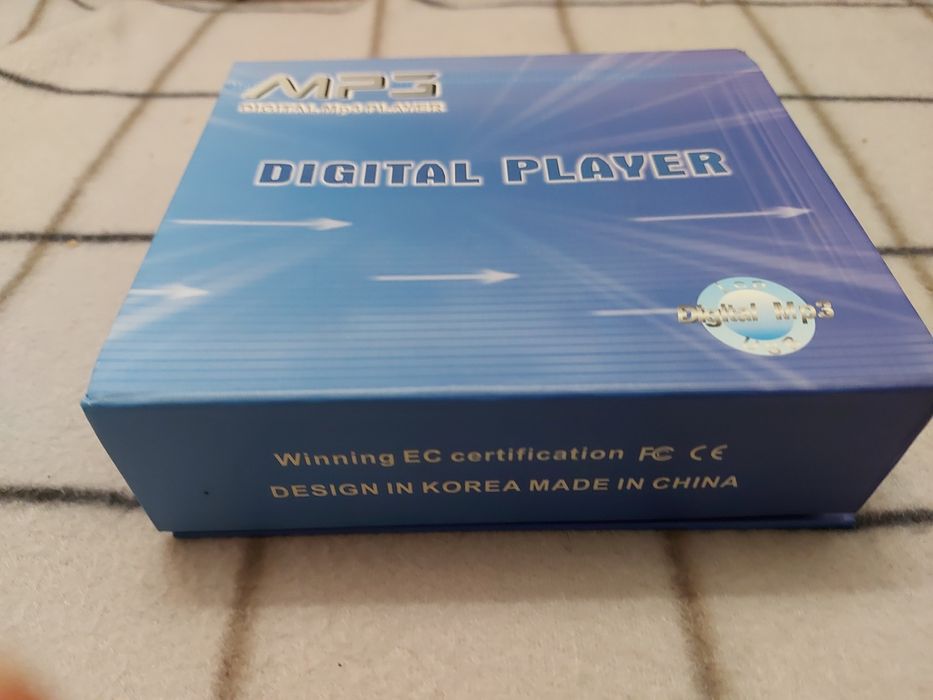 MP3
DIGITAL Mp3 PLAYER
DIGITAL PLAYER
Digital Mp3
Winning EC certification FC CE
DESIGN IN KOREA MADE IN CHINA